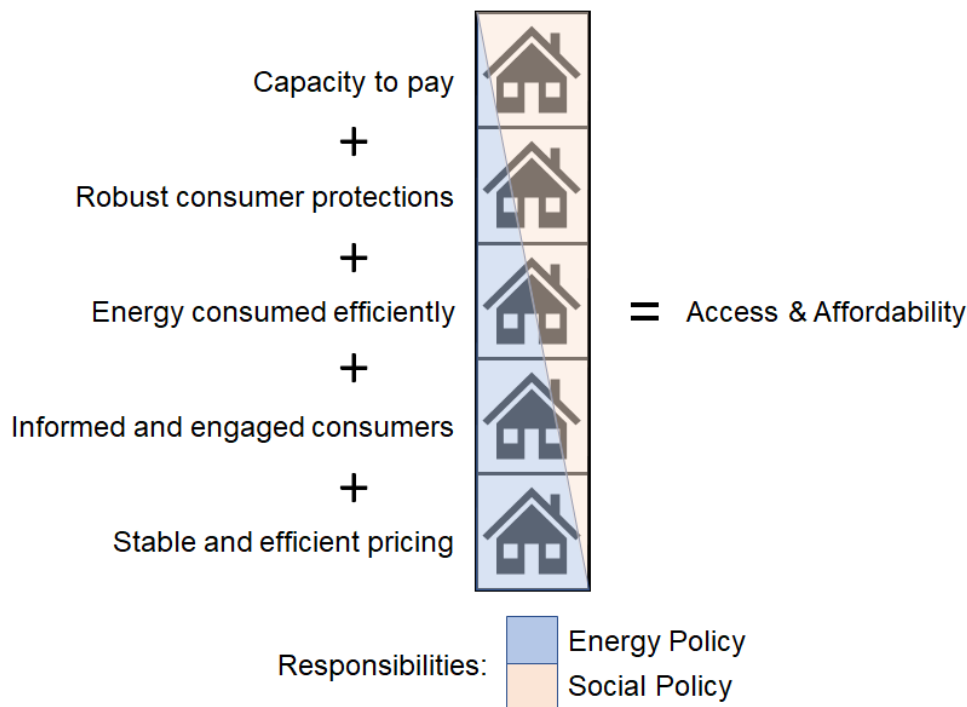 Capacity to pay
+
Robust consumer protections
+
Energy consumed efficiently
= Access & Affordability
+
Informed and engaged consumers
+
Stable and efficient pricing
Responsibilities:
Energy Policy
Social Policy